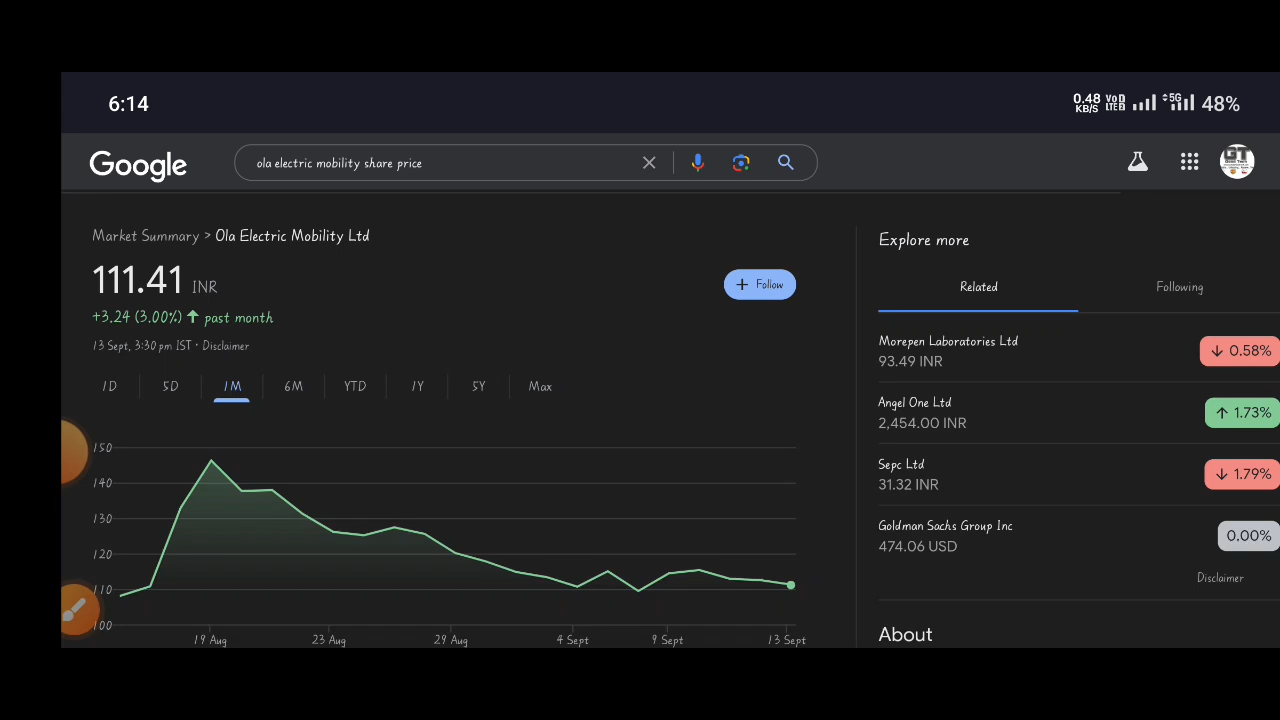 6:14
0.48 KB/S VoD LTE 5G 48%
Google
ola electric mobility share price
Market Summary > Ola Electric Mobility Ltd
111.41 INR
+ Follow
+3.24 (3.00%) ↑ past month
13 Sept, 3:30 pm IST • Disclaimer
1D 5D 1M 6M YTD 1Y 5Y Max
150
140
130
120
110
100
19 Aug 23 Aug 29 Aug 4 Sept 9 Sept 13 Sept
Explore more
Related Following
Morepen Laboratories Ltd
93.49 INR
↓ 0.58%
Angel One Ltd
2,454.00 INR
↑ 1.73%
Sepc Ltd
31.32 INR
↓ 1.79%
Goldman Sachs Group Inc
474.06 USD
0.00%
Disclaimer
About
GT